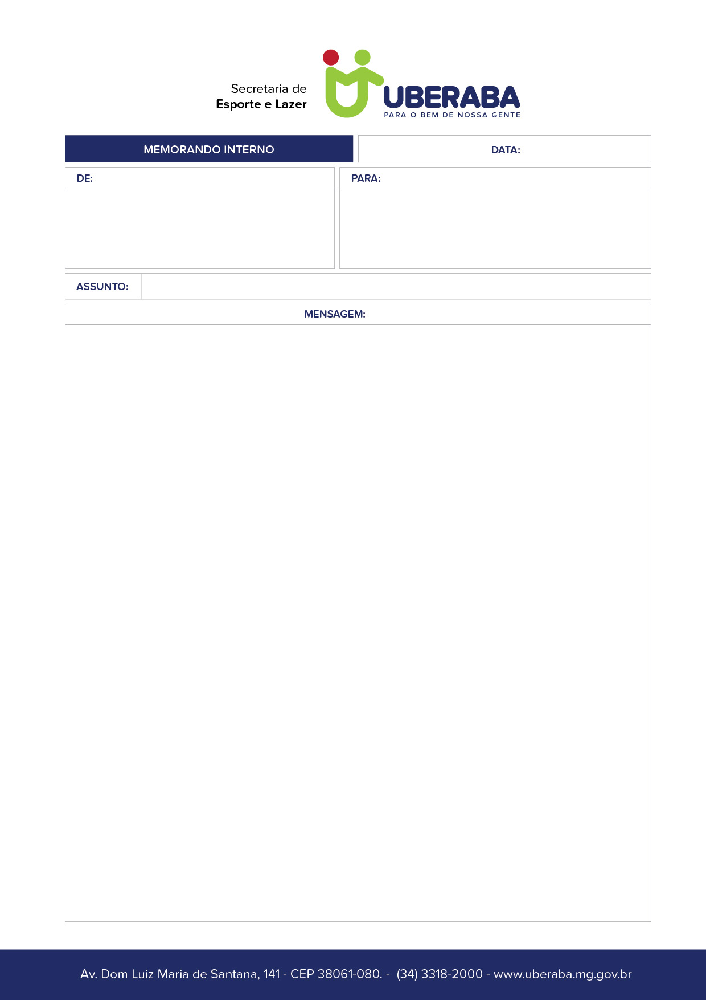 Secretaria de
Esporte e Lazer
UBERABA
PARA O BEM DE NOSSA GENTE
MEMORANDO INTERNO
DATA:
DE:
PARA:
ASSUNTO:
MENSAGEM:
Av. Dom Luiz Maria de Santana, 141 - CEP 38061-080. -  (34) 3318-2000 - www.uberaba.mg.gov.br